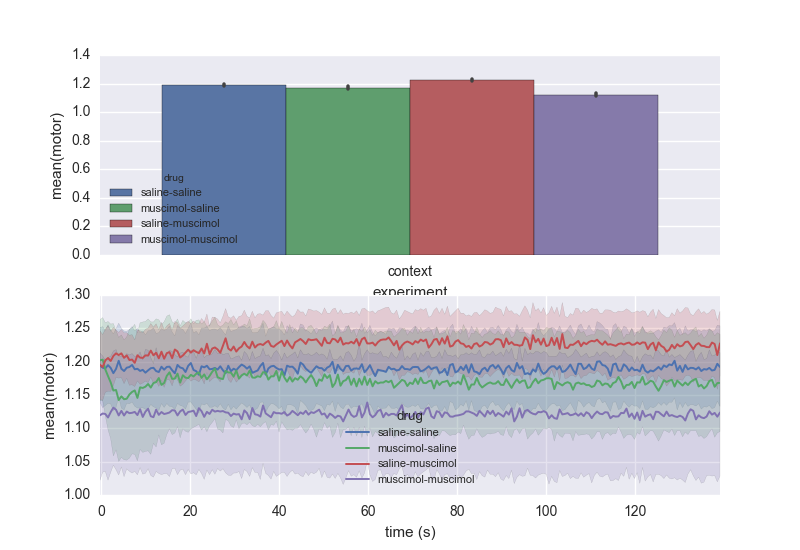 1.4
1.2
1.0
0.8
0.6
0.4
0.2
0.0
mean(motor)
drug
saline-saline
muscimol-saline
saline-muscimol
muscimol-muscimol
context
experiment
1.30
1.25
1.20
1.15
1.10
1.05
1.00
mean(motor)
drug
saline-saline
muscimol-saline
saline-muscimol
muscimol-muscimol
0 20 40 60 80 100 120
time (s)